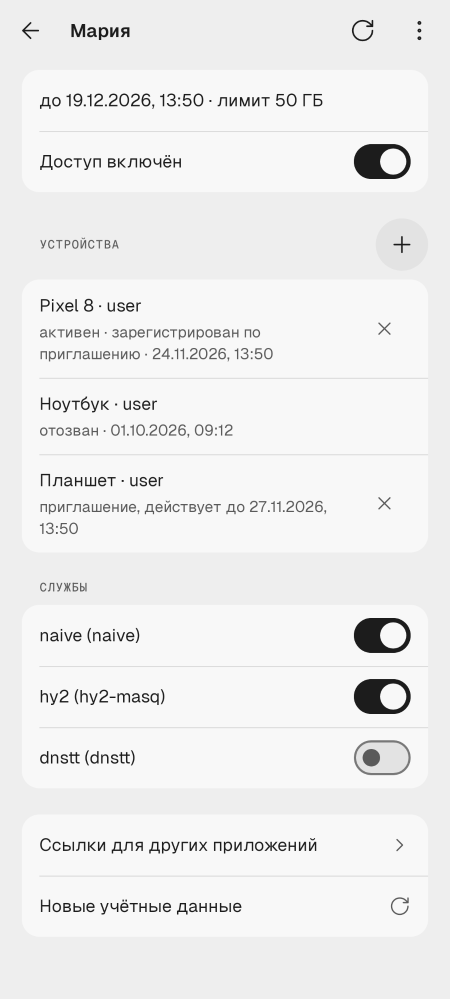 Мария
до 19.12.2026, 13:50 · лимит 50 ГБ
Доступ включён
УСТРОЙСТВА
Pixel 8 · user
активен · зарегистрирован по
приглашению · 24.11.2026, 13:50
Ноутбук · user
отозван · 01.10.2026, 09:12
Планшет · user
приглашение, действует до 27.11.2026,
13:50
СЛУЖБЫ
naive (naive)
hy2 (hy2-masq)
dnstt (dnstt)
Ссылки для других приложений
Новые учётные данные